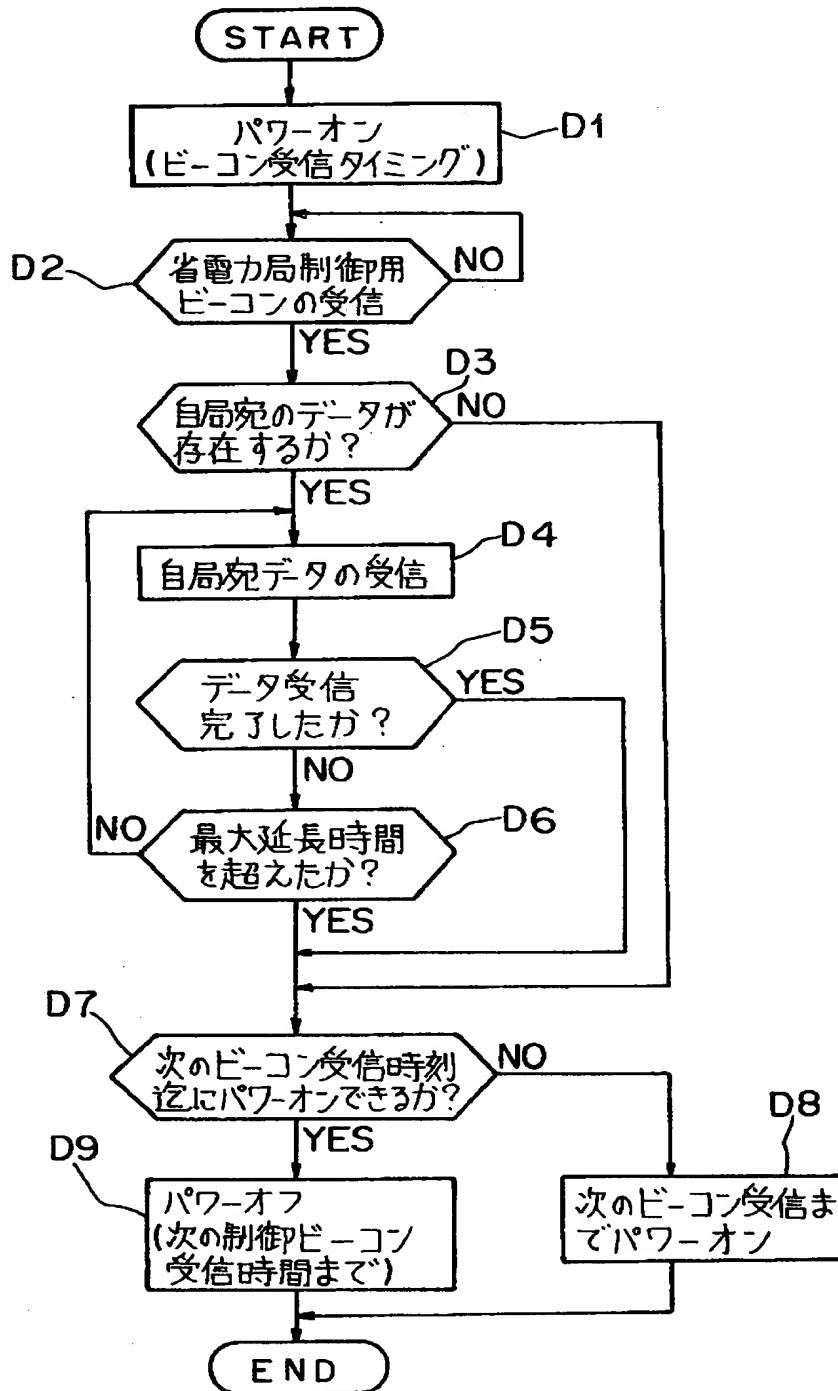 START
パワーオン
(ビーコン受信タイミング)
D1
D2
省電力局制御用
ビーコンの受信
NO
YES
D3
自局宛のデータが
存在するか?
NO
YES
D4
自局宛データの受信
D5
データ受信
完了したか?
YES
NO
D6
最大延長時間
を超えたか?
NO
YES
D7
次のビーコン受信時刻
迄にパワーオンできるか?
NO
YES
D8
次のビーコン受信ま
でパワーオン
D9
パワーオフ
(次の制御ビーコン
受信時間まで)
END